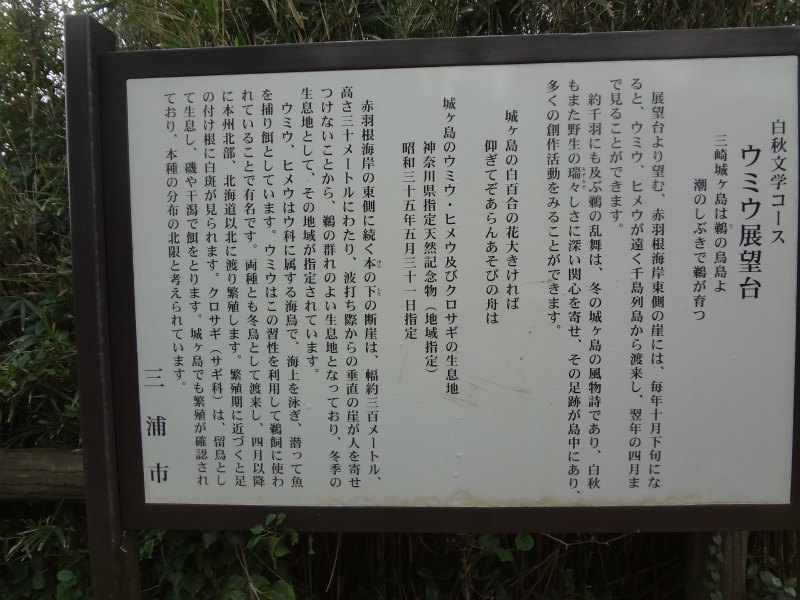 白秋文学コース
ウミウ展望台
三崎城ヶ島は鵜の鳥島よ
潮のしぶきで鵜が育つ
展望台より望む、赤羽根海岸東側の崖には、毎年十月下旬にな
ると、ウミウ、ヒメウが遠く千島列島から渡来し、翌年の四月ま
で見ることができます。
約千羽にも及ぶ鵜の乱舞は、冬の城ヶ島の風物詩であり、白秋
もまた野生の瑞々しさに深い関心を寄せ、その足跡が島中にあり、
多くの創作活動をみることができます。
城ヶ島の白百合の花大きければ
仰ぎてぞあらんあそびの舟は
城ヶ島のウミウ・ヒメウ及びクロサギの生息地
神奈川県指定天然記念物（地域指定）
昭和三十五年五月三十一日指定
赤羽根海岸の東側に続く本の下の断崖は、幅約三百メートル、
高さ三十メートルにわたり、波打ち際からの垂直の崖が人を寄せ
つけないことから、鵜の群れのよい生息地となっており、冬季の
生息地として、その地域が指定されています。
ウミウ、ヒメウはウ科に属する海鳥で、海上を泳ぎ、潜って魚
を捕り餌としています。ウミウはこの習性を利用して鵜飼に使わ
れていることで有名です。両種とも冬鳥として渡来し、四月以降
に本州北部、北海道以北に渡り繁殖します。繁殖期に近づくと足
の付け根に白斑が見られます。クロサギ（サギ科）は、留鳥とし
て生息し、磯や干潟で餌をとります。城ヶ島でも繁殖が確認され
ており、本種の分布の北限と考えられています。
三浦市